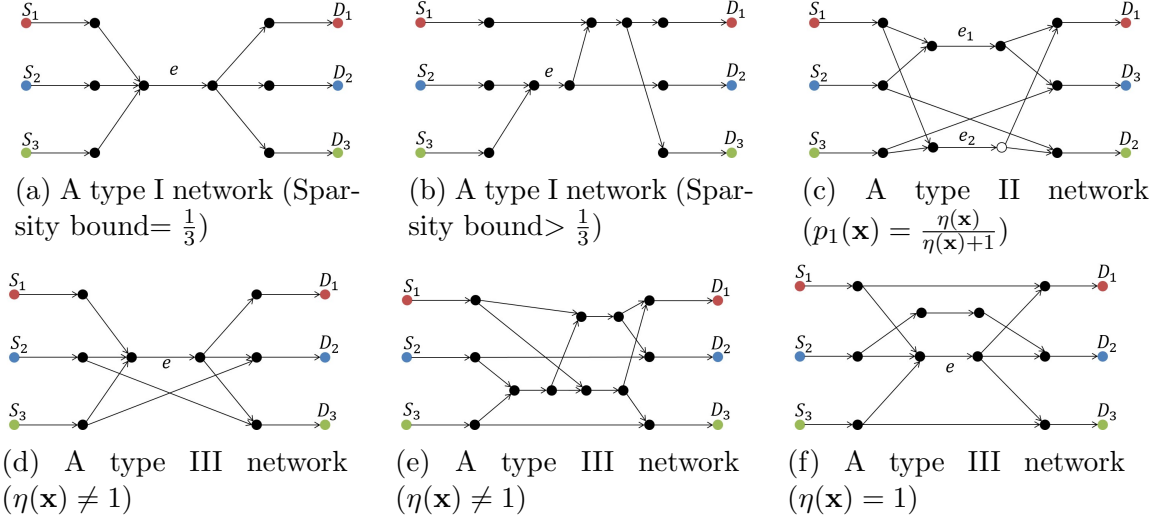 S1 D1
S2 e D2
S3 D3
(a) A type I network (Spar-
sity bound= 1/3)
S1 D1
S2 e D2
S3 D3
(b) A type I network (Spar-
sity bound> 1/3)
S1 e1 D1
S2 D3
S3 e2 D2
(c) A type II network
(p1(x) = η(x)/η(x)+1)
S1 D1
S2 e D2
S3 D3
(d) A type III network
(η(x) ≠ 1)
S1 D1
S2 D2
S3 D3
(e) A type III network
(η(x) ≠ 1)
S1 D1
S2 e D2
S3 D3
(f) A type III network
(η(x) = 1)